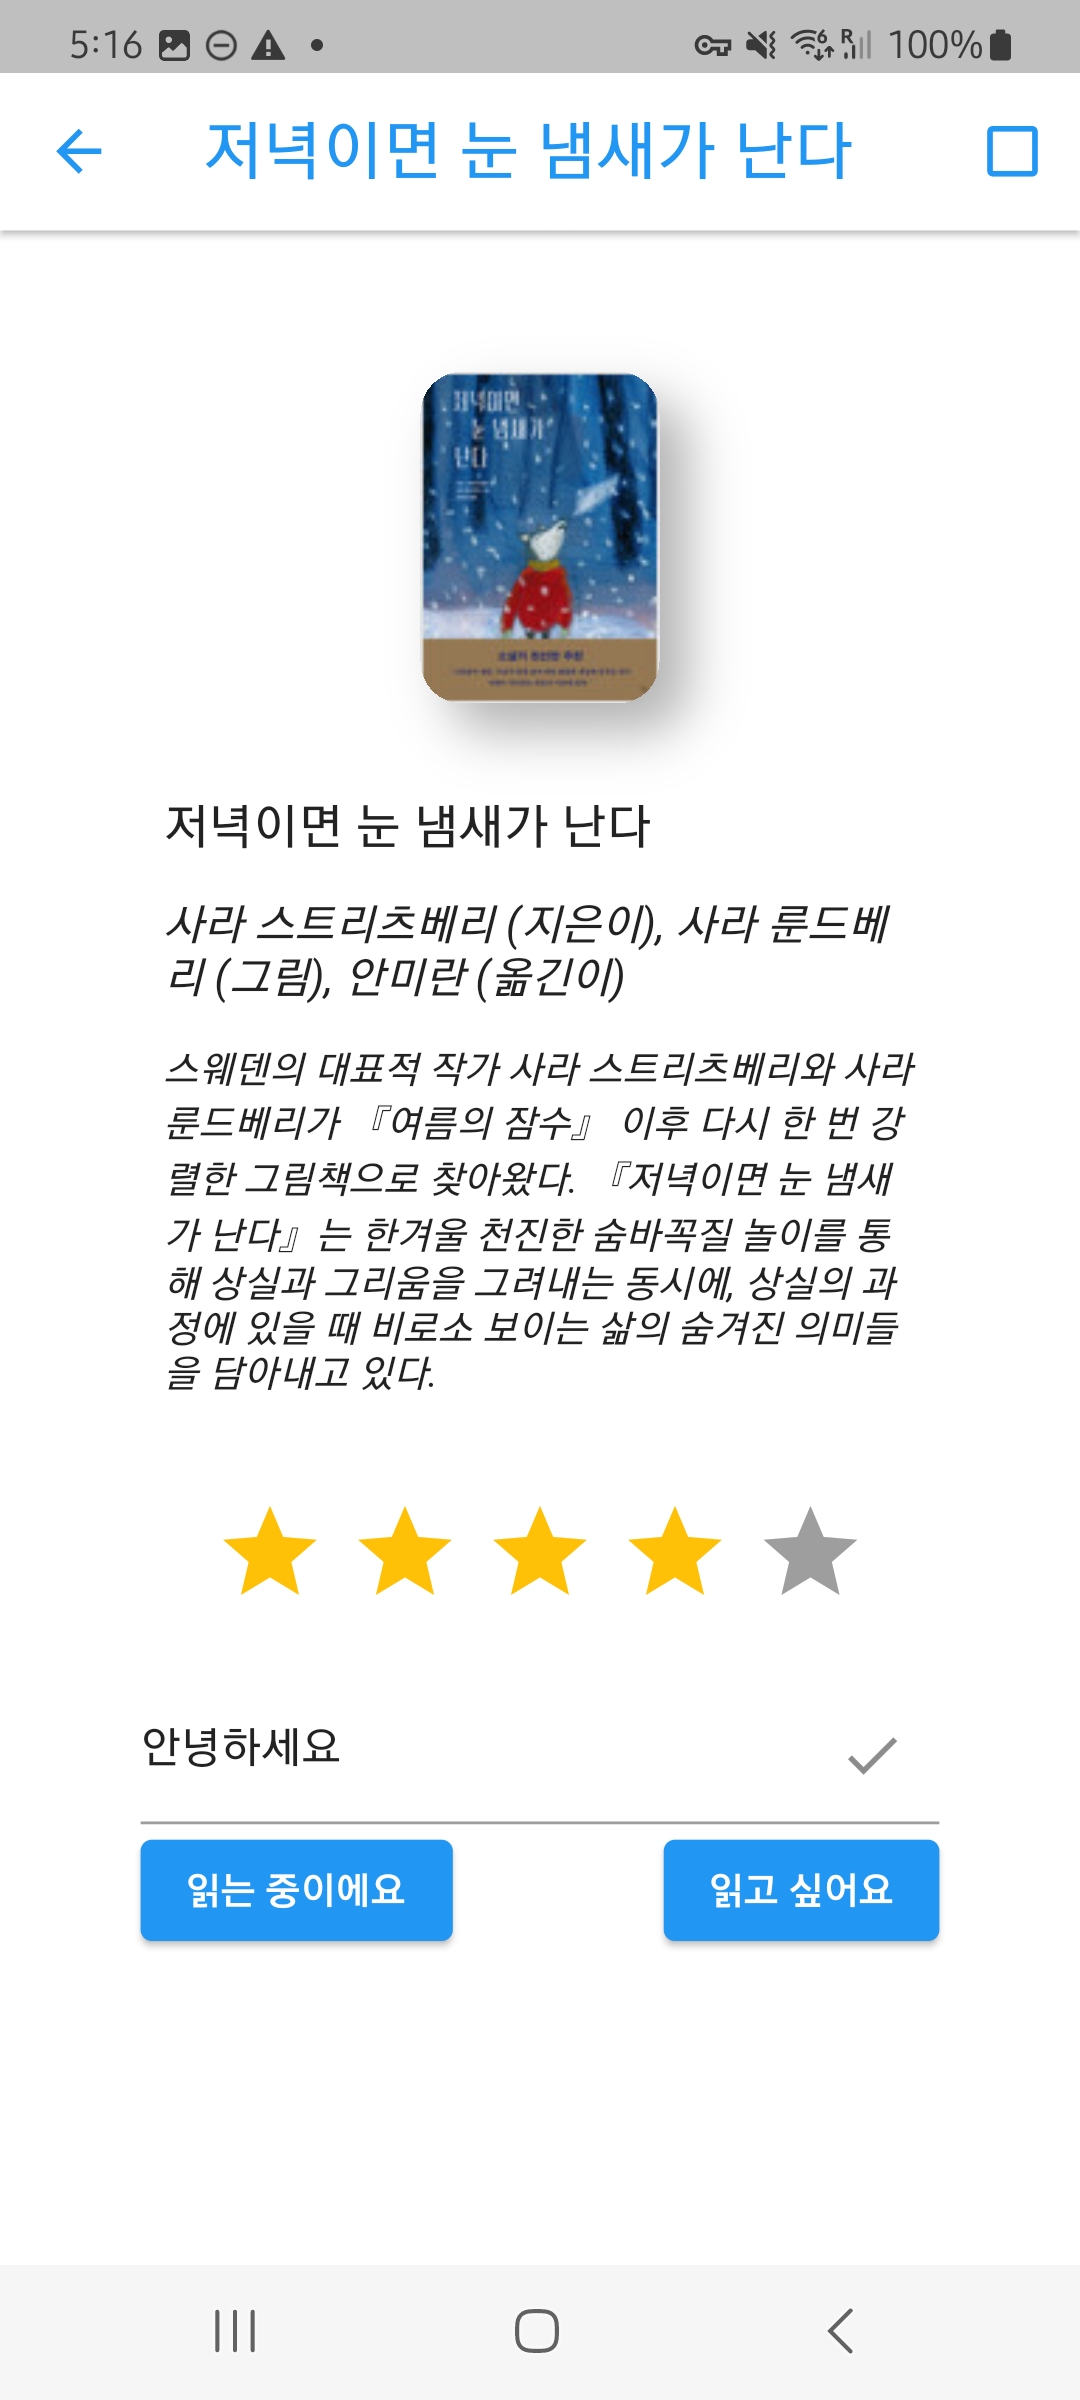 5:16
R
6
100%
저녁이면 눈 냄새가 난다
저녁이면
눈 냄새가
난다
저녁이면 눈 냄새가 난다
사라 스트리츠베리 (지은이), 사라 룬드베
리 (그림), 안미란 (옮긴이)
스웨덴의 대표적 작가 사라 스트리츠베리와 사라
룬드베리가 『여름의 잠수』 이후 다시 한 번 강
렬한 그림책으로 찾아왔다. 『저녁이면 눈 냄새
가 난다』는 한겨울 천진한 숨바꼭질 놀이를 통
해 상실과 그리움을 그려내는 동시에, 상실의 과
정에 있을 때 비로소 보이는 삶의 숨겨진 의미들
을 담아내고 있다.
안녕하세요
읽는 중이에요
읽고 싶어요